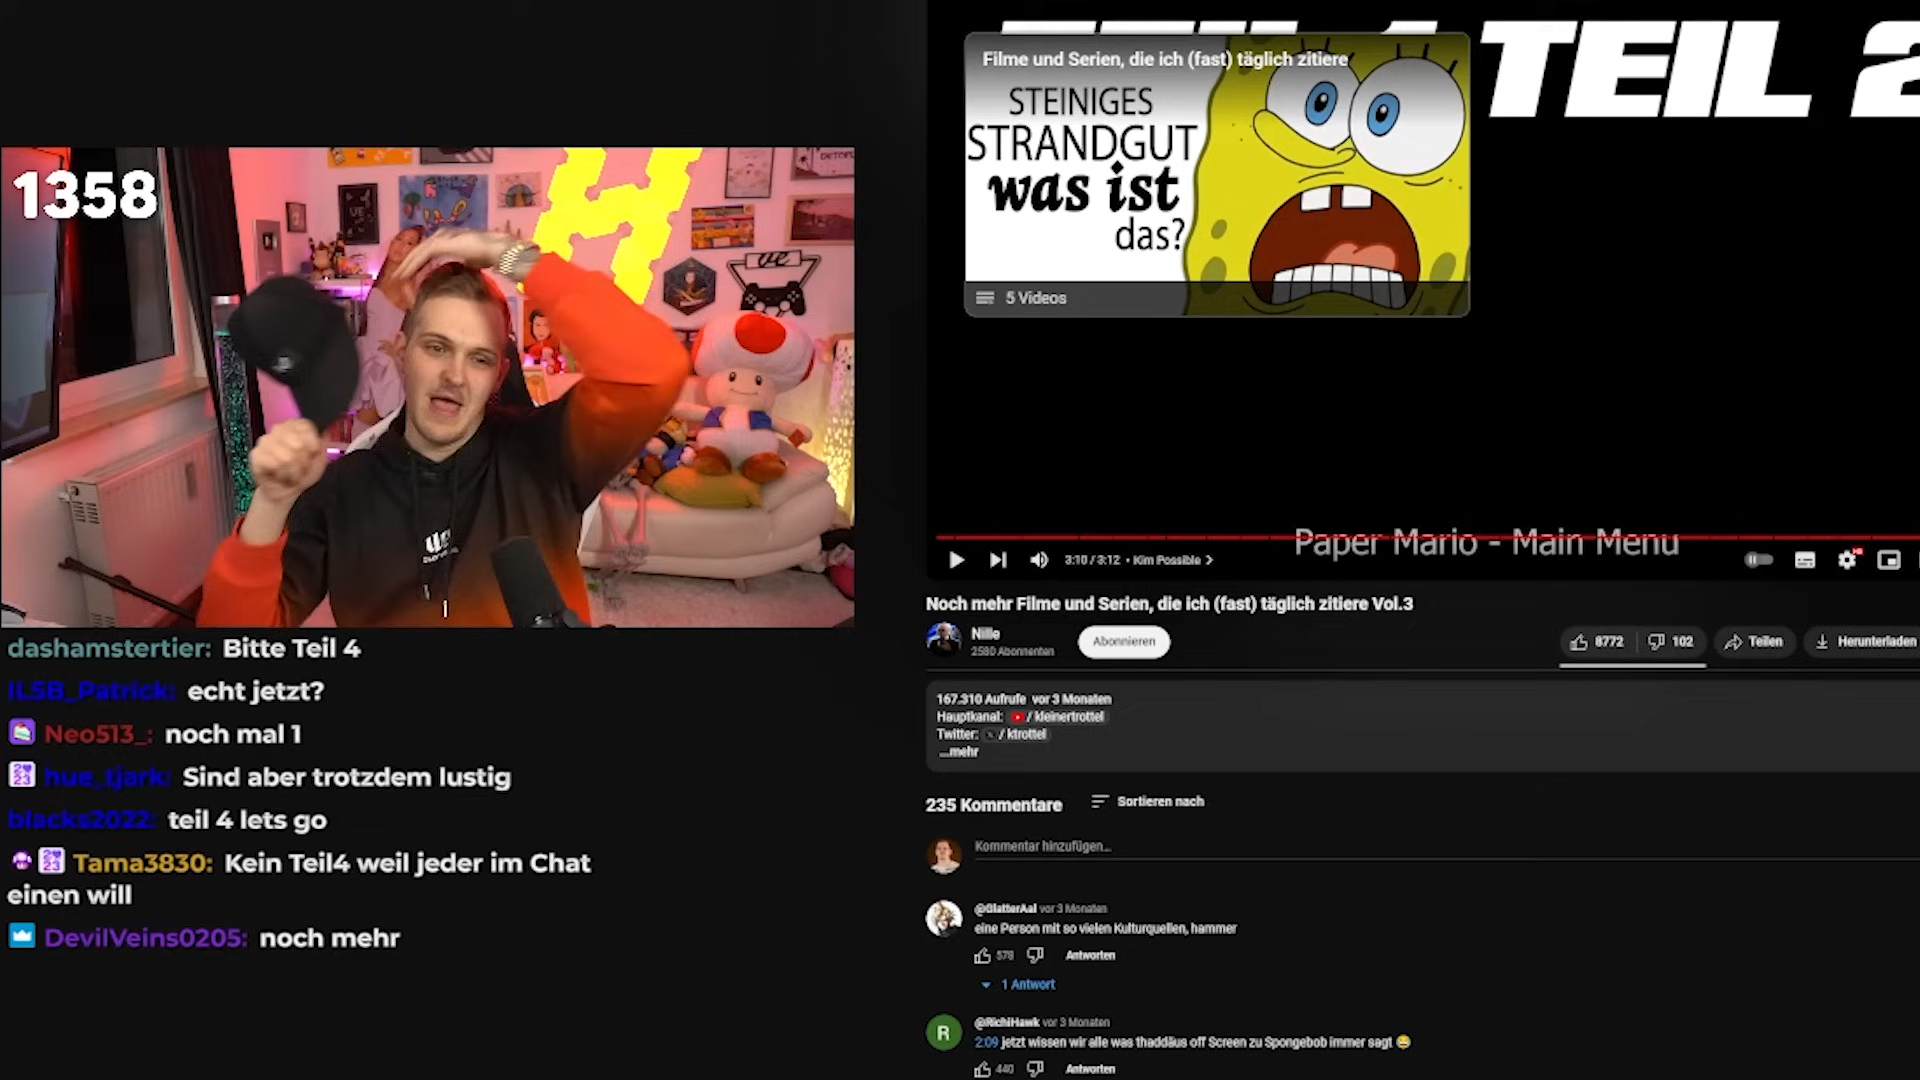 1358
dashamstertier: Bitte Teil 4
ILSB_Patrick: echt jetzt?
Neo513_: noch mal 1
hue_tjark: Sind aber trotzdem lustig
blacks2022: teil 4 lets go
Tama3830: Kein Teil4 weil jeder im Chat
einen will
DevilVeins0205: noch mehr
TEIL 2
Filme und Serien, die ich (fast) täglich zitiere
STEINIGES
STRANDGUT
was ist
das?
5 Videos
Paper Mario - Main Menu
3:10 / 3:12 • Kim Possible
Noch mehr Filme und Serien, die ich (fast) täglich zitiere Vol.3
Nille
2580 Abonnenten
Abonnieren
8772
102
Teilen
Herunterladen
167.310 Aufrufe vor 3 Monaten
Hauptkanal: / kleinertrottel
Twitter: / ktrottel
...mehr
235 Kommentare
Sortieren nach
Kommentar hinzufügen...
@GlatterAal vor 3 Monaten
eine Person mit so vielen Kulturquellen, hammer
578
Antworten
1 Antwort
R
@RichiHawk vor 3 Monaten
2:09 jetzt wissen wir alle was thaddäus off Screen zu Spongebob immer sagt
440
Antworten